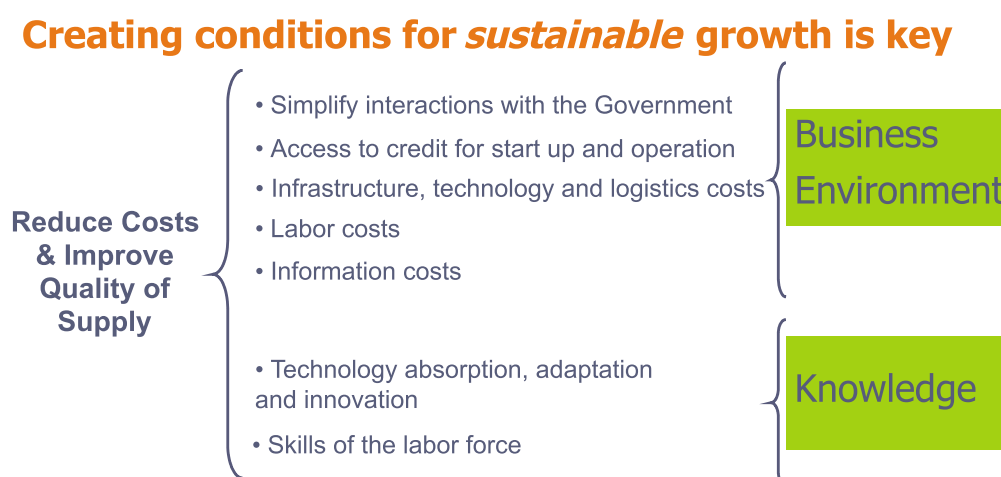 Creating conditions for sustainable growth is key
Reduce Costs
& Improve
Quality of
Supply
• Simplify interactions with the Government
• Access to credit for start up and operation
• Infrastructure, technology and logistics costs
• Labor costs
• Information costs
Business
Environment
• Technology absorption, adaptation
and innovation
• Skills of the labor force
Knowledge